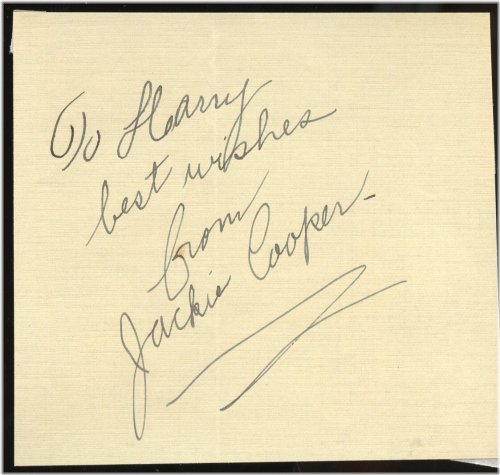 To Harry
best wishes
from
Jackie Cooper-